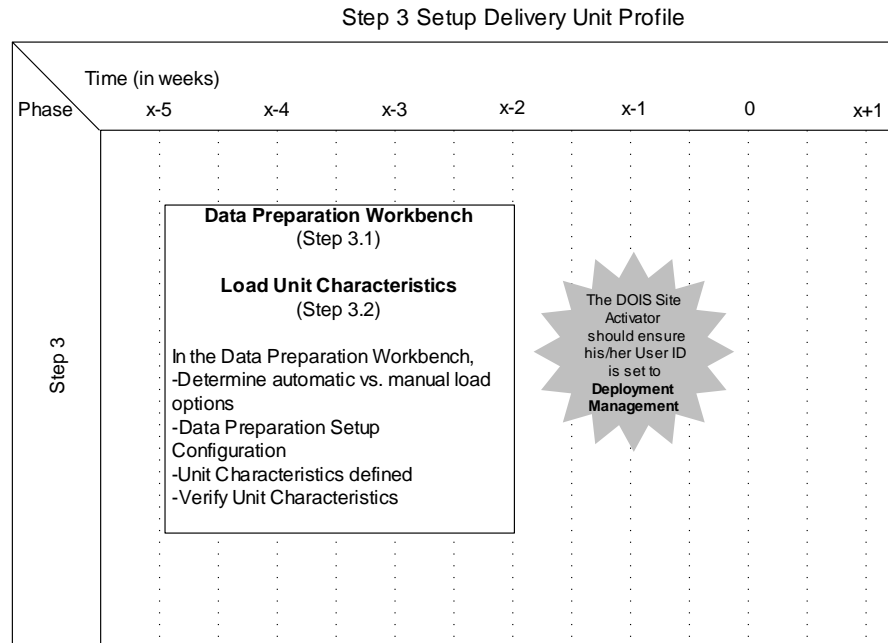 Step 3 Setup Delivery Unit Profile
Time (in weeks)
Phase
x-5 x-4 x-3 x-2 x-1 0 x+1
Step 3
Data Preparation Workbench
(Step 3.1)
Load Unit Characteristics
(Step 3.2)
In the Data Preparation Workbench,
-Determine automatic vs. manual load
options
-Data Preparation Setup
Configuration
-Unit Characteristics defined
-Verify Unit Characteristics
The DOIS Site
Activator
should ensure
his/her User ID
is set to
Deployment
Management